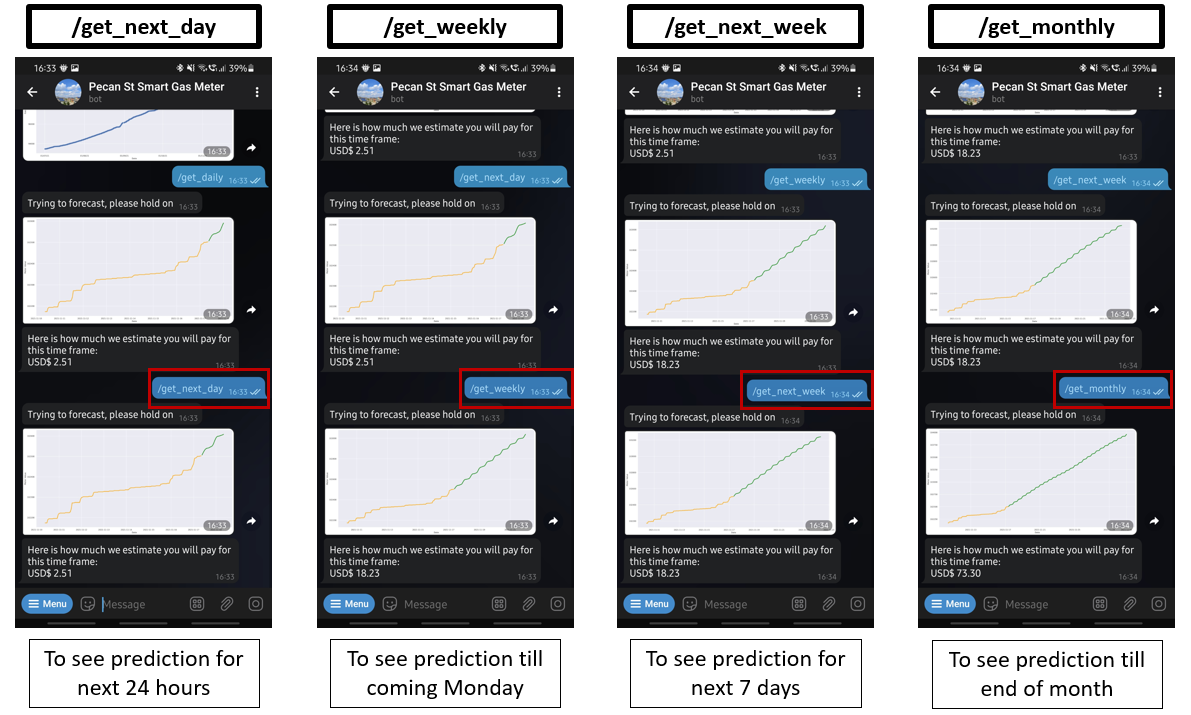 /get_next_day
16:33
39%
Pecan St Smart Gas Meter
bot
16:33
/get_daily 16:33
Trying to forecast, please hold on 16:33
16:33
Here is how much we estimate you will pay for
this time frame:
USD$ 2.51
16:33
/get_next_day 16:33
Trying to forecast, please hold on 16:33
16:33
Here is how much we estimate you will pay for
this time frame:
USD$ 2.51
16:33
Menu
Message
To see prediction for
next 24 hours
/get_weekly
16:34
39%
Pecan St Smart Gas Meter
bot
Here is how much we estimate you will pay for
this time frame:
USD$ 2.51
16:33
/get_next_day 16:33
Trying to forecast, please hold on 16:33
16:33
Here is how much we estimate you will pay for
this time frame:
USD$ 2.51
16:33
/get_weekly 16:33
Trying to forecast, please hold on 16:33
16:33
Here is how much we estimate you will pay for
this time frame:
USD$ 18.23
16:33
Menu
Message
To see prediction till
coming Monday
/get_next_week
16:34
39%
Pecan St Smart Gas Meter
bot
Here is how much we estimate you will pay for
this time frame:
USD$ 2.51
16:33
/get_weekly 16:33
Trying to forecast, please hold on 16:33
16:33
Here is how much we estimate you will pay for
this time frame:
USD$ 18.23
16:33
/get_next_week 16:34
Trying to forecast, please hold on 16:34
16:34
Here is how much we estimate you will pay for
this time frame:
USD$ 18.23
16:34
Menu
Message
To see prediction for
next 7 days
/get_monthly
16:34
39%
Pecan St Smart Gas Meter
bot
Here is how much we estimate you will pay for
this time frame:
USD$ 18.23
16:33
/get_next_week 16:34
Trying to forecast, please hold on 16:34
16:34
Here is how much we estimate you will pay for
this time frame:
USD$ 18.23
16:34
/get_monthly 16:34
Trying to forecast, please hold on 16:34
16:34
Here is how much we estimate you will pay for
this time frame:
USD$ 73.30
16:34
Menu
Message
To see prediction till
end of month